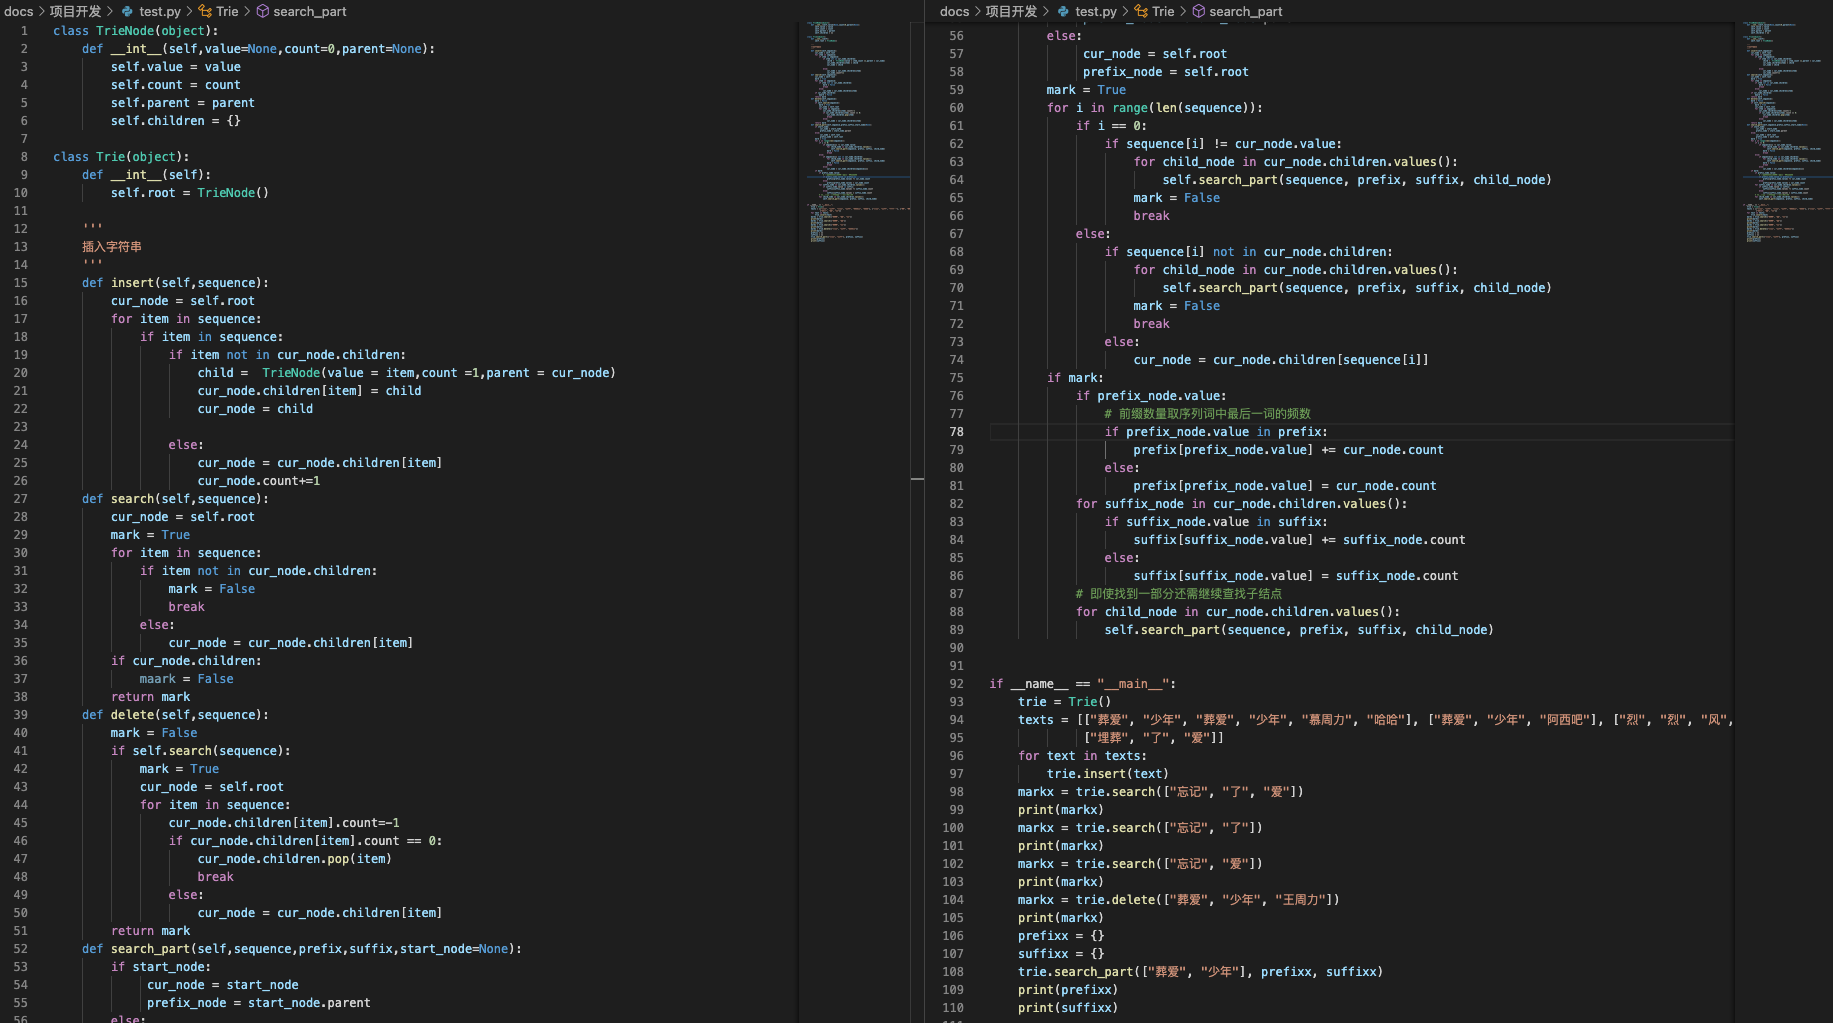 docs > 项目开发 > test.py > Trie > search_part
1 class TrieNode(object):
2     def __int__(self,value=None,count=0,parent=None):
3         self.value = value
4         self.count = count
5         self.parent = parent
6         self.children = {}
7
8 class Trie(object):
9     def __int__(self):
10         self.root = TrieNode()
11
12     '''
13     插入字符串
14     '''
15     def insert(self,sequence):
16         cur_node = self.root
17         for item in sequence:
18             if item in sequence:
19                 if item not in cur_node.children:
20                     child =  TrieNode(value = item,count =1,parent = cur_node)
21                     cur_node.children[item] = child
22                     cur_node = child
23
24                 else:
25                     cur_node = cur_node.children[item]
26                     cur_node.count+=1
27     def search(self,sequence):
28         cur_node = self.root
29         mark = True
30         for item in sequence:
31             if item not in cur_node.children:
32                 mark = False
33                 break
34             else:
35                 cur_node = cur_node.children[item]
36         if cur_node.children:
37             maark = False
38         return mark
39     def delete(self,sequence):
40         mark = False
41         if self.search(sequence):
42             mark = True
43             cur_node = self.root
44             for item in sequence:
45                 cur_node.children[item].count=-1
46                 if cur_node.children[item].count == 0:
47                     cur_node.children.pop(item)
48                     break
49                 else:
50                     cur_node = cur_node.children[item]
51         return mark
52     def search_part(self,sequence,prefix,suffix,start_node=None):
53         if start_node:
54              cur_node = start_node
55              prefix_node = start_node.parent
56         else:
docs > 项目开发 > test.py > Trie > search_part
56         else:
57              cur_node = self.root
58              prefix_node = self.root
59         mark = True
60         for i in range(len(sequence)):
61             if i == 0:
62                 if sequence[i] != cur_node.value:
63                     for child_node in cur_node.children.values():
64                         self.search_part(sequence, prefix, suffix, child_node)
65                     mark = False
66                     break
67             else:
68                 if sequence[i] not in cur_node.children:
69                     for child_node in cur_node.children.values():
70                         self.search_part(sequence, prefix, suffix, child_node)
71                     mark = False
72                     break
73                 else:
74                     cur_node = cur_node.children[sequence[i]]
75         if mark:
76             if prefix_node.value:
77                 # 前缀数量取序列词中最后一词的频数
78                 if prefix_node.value in prefix:
79                     prefix[prefix_node.value] += cur_node.count
80                 else:
81                     prefix[prefix_node.value] = cur_node.count
82             for suffix_node in cur_node.children.values():
83                 if suffix_node.value in suffix:
84                     suffix[suffix_node.value] += suffix_node.count
85                 else:
86                     suffix[suffix_node.value] = suffix_node.count
87             # 即使找到一部分还需继续查找子结点
88             for child_node in cur_node.children.values():
89                 self.search_part(sequence, prefix, suffix, child_node)
90
91
92 if __name__ == "__main__":
93     trie = Trie()
94     texts = [["葬爱", "少年", "葬爱", "少年", "慕周力", "哈哈"], ["葬爱", "少年", "阿西吧"], ["烈", "烈", "风",
95              ["埋葬", "了", "爱"]]
96     for text in texts:
97         trie.insert(text)
98     markx = trie.search(["忘记", "了", "爱"])
99     print(markx)
100     markx = trie.search(["忘记", "了"])
101     print(markx)
102     markx = trie.search(["忘记", "爱"])
103     print(markx)
104     markx = trie.delete(["葬爱", "少年", "王周力"])
105     print(markx)
106     prefixx = {}
107     suffixx = {}
108     trie.search_part(["葬爱", "少年"], prefixx, suffixx)
109     print(prefixx)
110     print(suffixx)